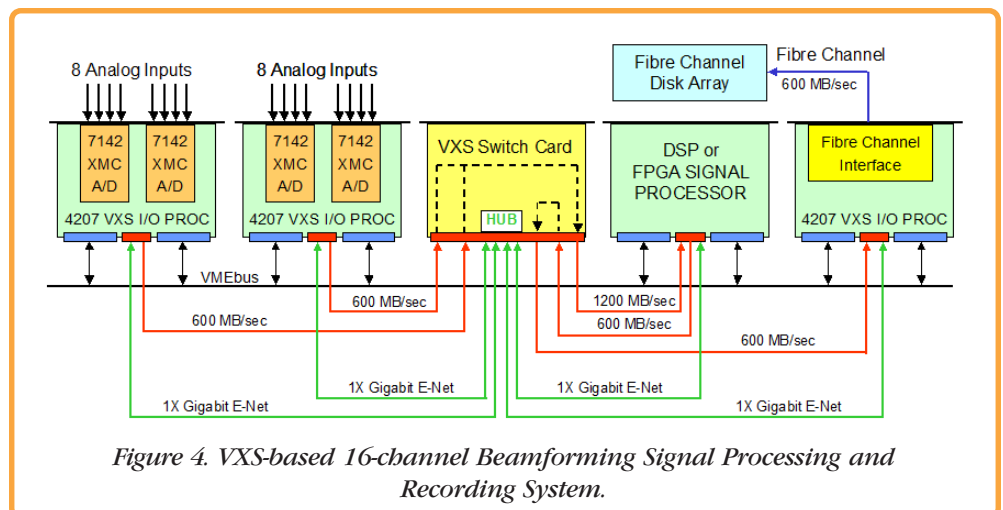 8 Analog Inputs
8 Analog Inputs
Fibre Channel
Disk Array
Fibre Channel
600 MB/sec
7142
XMC
A/D
7142
XMC
A/D
4207 VXS I/O PROC
7142
XMC
A/D
7142
XMC
A/D
4207 VXS I/O PROC
VXS Switch Card
HUB
DSP or
FPGA SIGNAL
PROCESSOR
Fibre Channel
Interface
4207 VXS I/O PROC
VMEbus
600 MB/sec
600 MB/sec
1200 MB/sec
600 MB/sec
600 MB/sec
1X Gigabit E-Net
1X Gigabit E-Net
1X Gigabit E-Net
1X Gigabit E-Net
Figure 4. VXS-based 16-channel Beamforming Signal Processing and
Recording System.